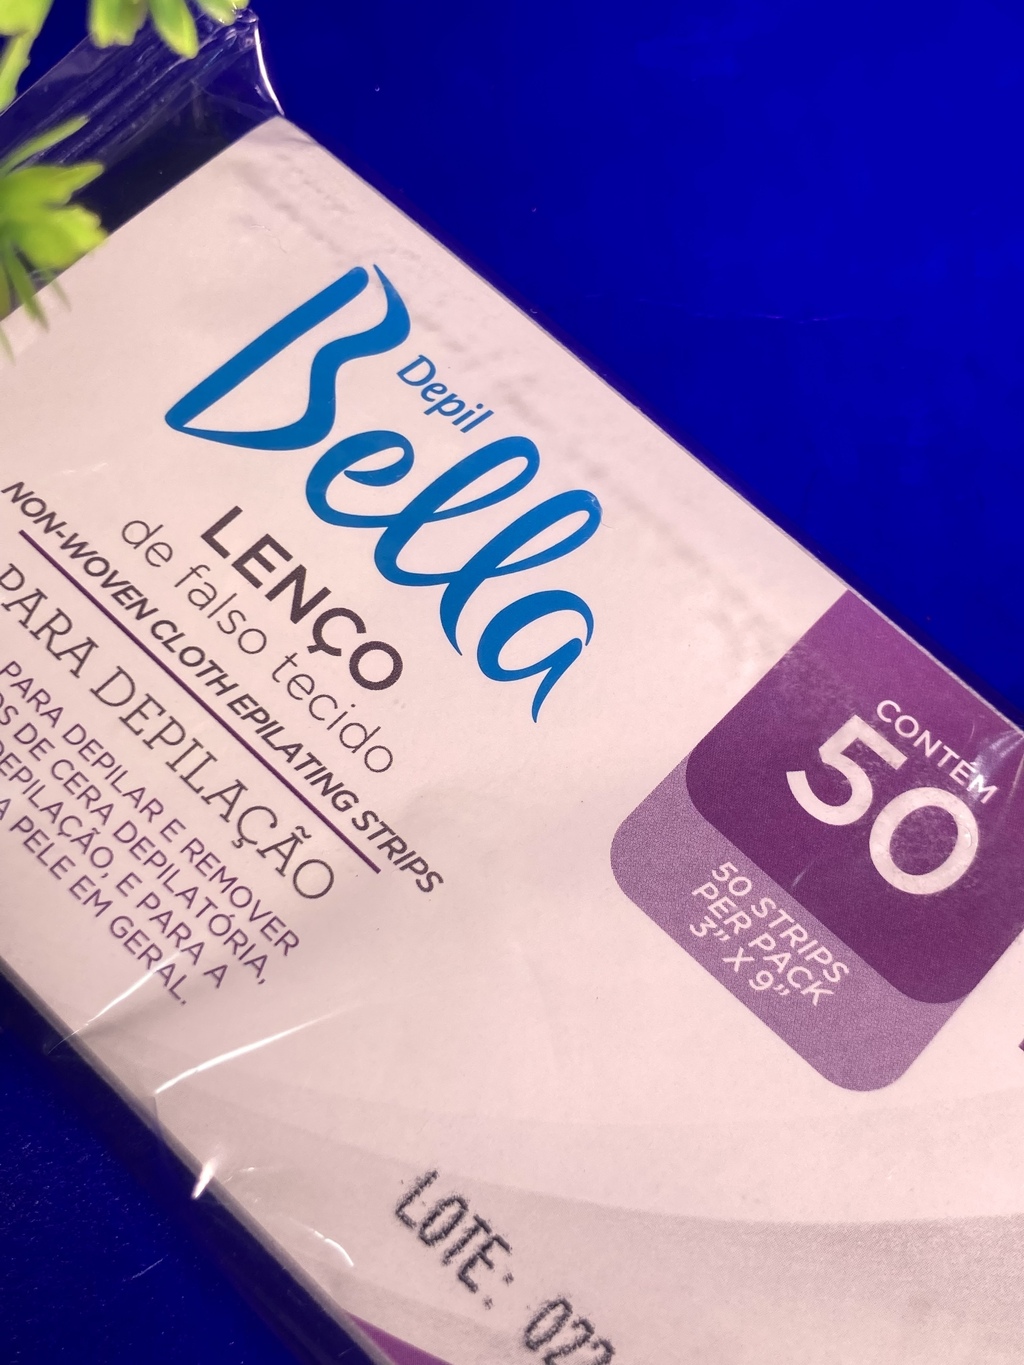 Depil
Bella
LENÇO
de falso tecido
NON-WOVEN CLOTH EPILATING STRIPS
PARA DEPILAÇÃO
PARA DEPILAR E REMOVER
DE CERA DEPILATÓRIA,
DEPILAÇÃO, E PARA A
PELE EM GERAL.
CONTÉM
50
50 STRIPS
PER PACK
3” X 9”
LOTE: 022